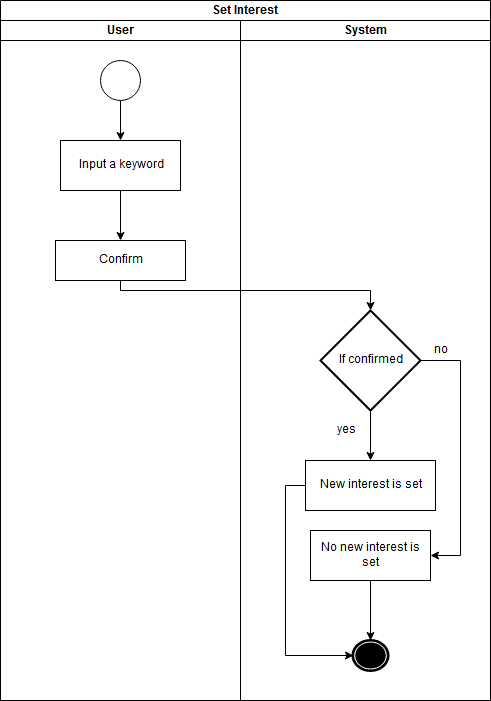 Set Interest
User
System
Input a keyword
Confirm
If confirmed
no
yes
New interest is set
No new interest is
set